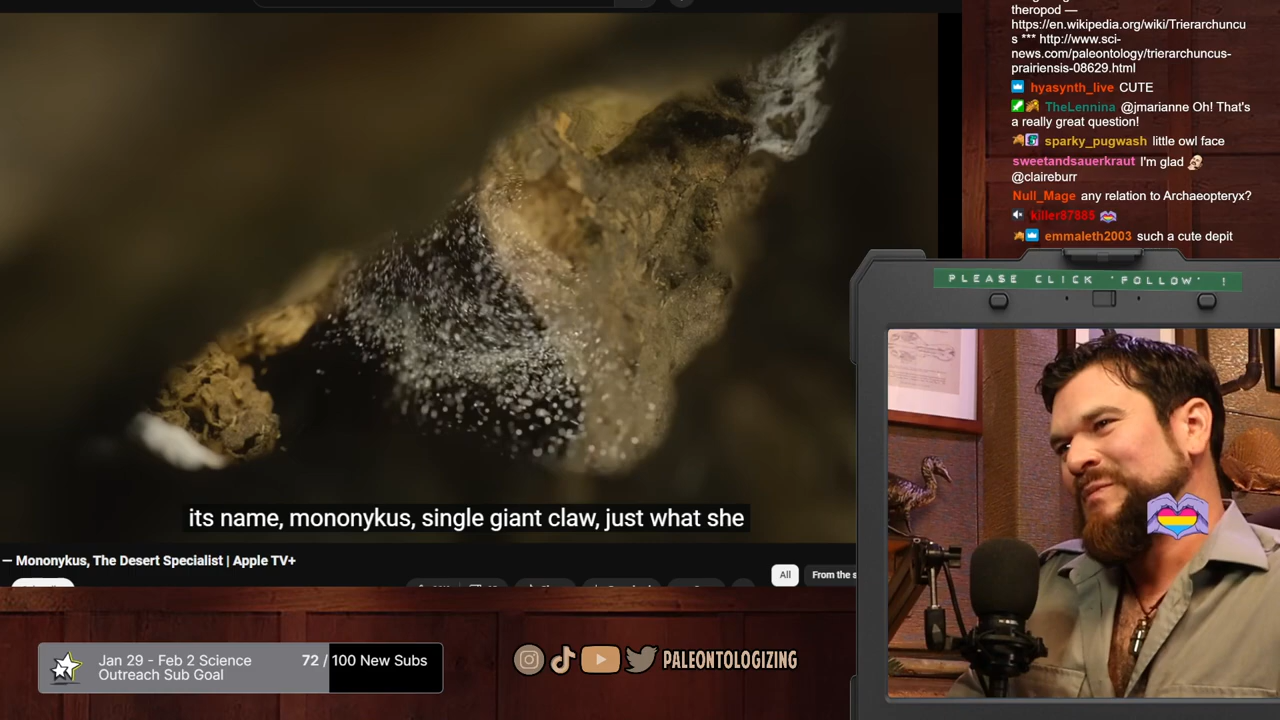 theropod —
https://en.wikipedia.org/wiki/Trierarchuncu
s *** http://www.sci-
news.com/paleontology/trierarchuncus-
prairiensis-08629.html
hyasynth_live CUTE
TheLennina @jmarianne Oh! That's
a really great question!
sparky_pugwash little owl face
sweetandsauerkraut I'm glad
@claireburr
Null_Mage any relation to Archaeopteryx?
killer87885
emmaleth2003 such a cute depit
PLEASE CLICK "FOLLOW" !
its name, mononykus, single giant claw, just what she
— Mononykus, The Desert Specialist | Apple TV+
All
From the s
Jan 29 - Feb 2 Science
Outreach Sub Goal
72 / 100 New Subs
PALEONTOLOGIZING